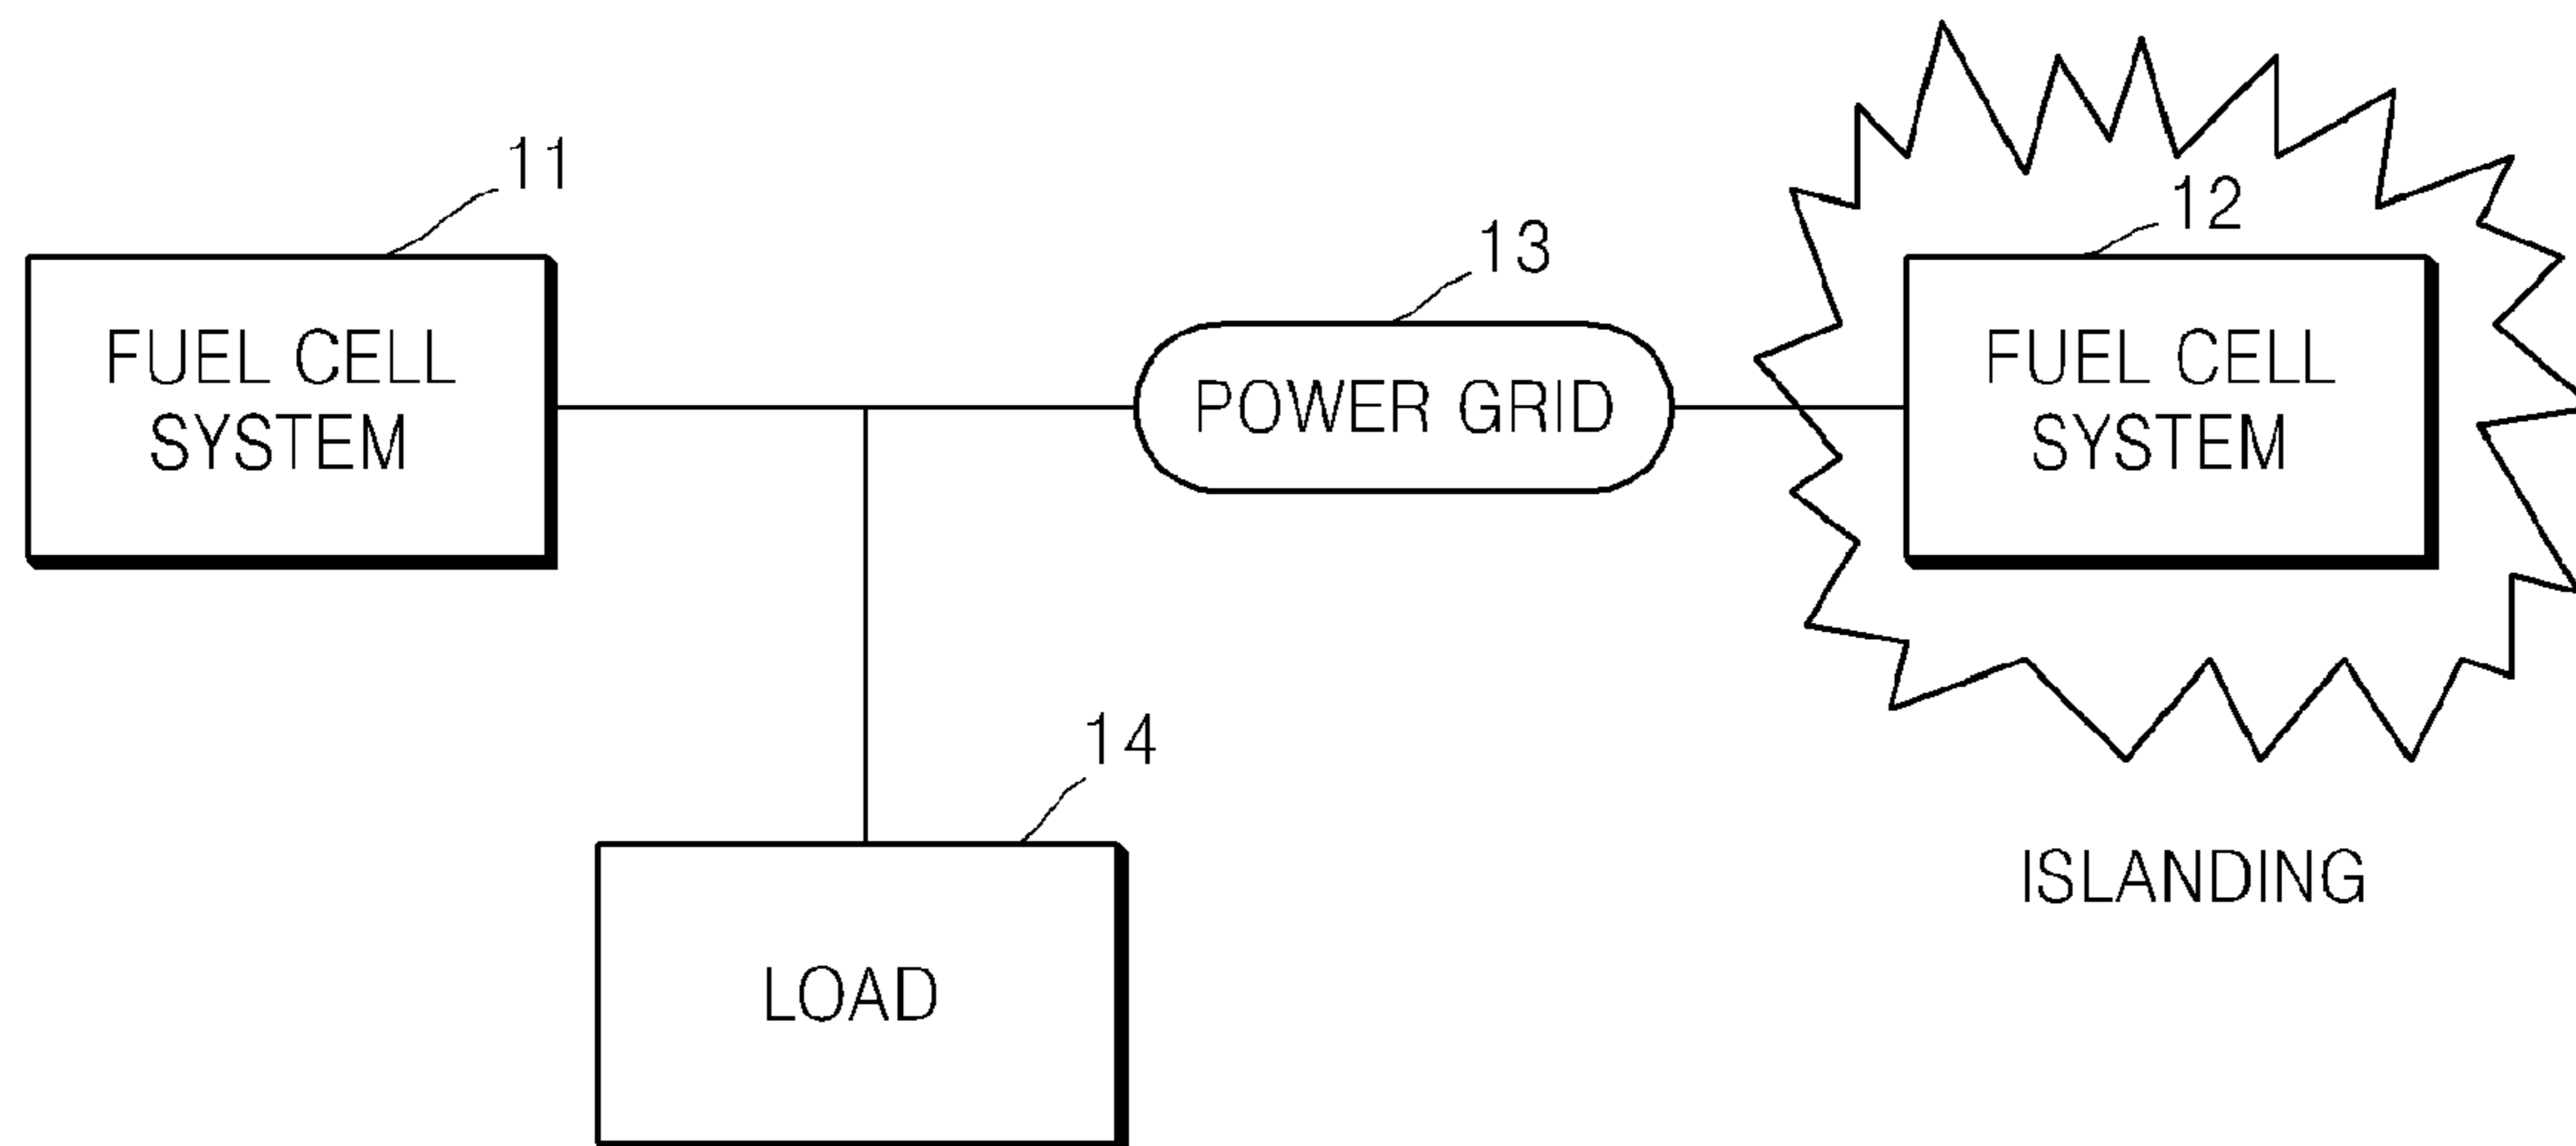 11
FUEL CELL
SYSTEM
13
POWER GRID
12
FUEL CELL
SYSTEM
14
LOAD
ISLANDING